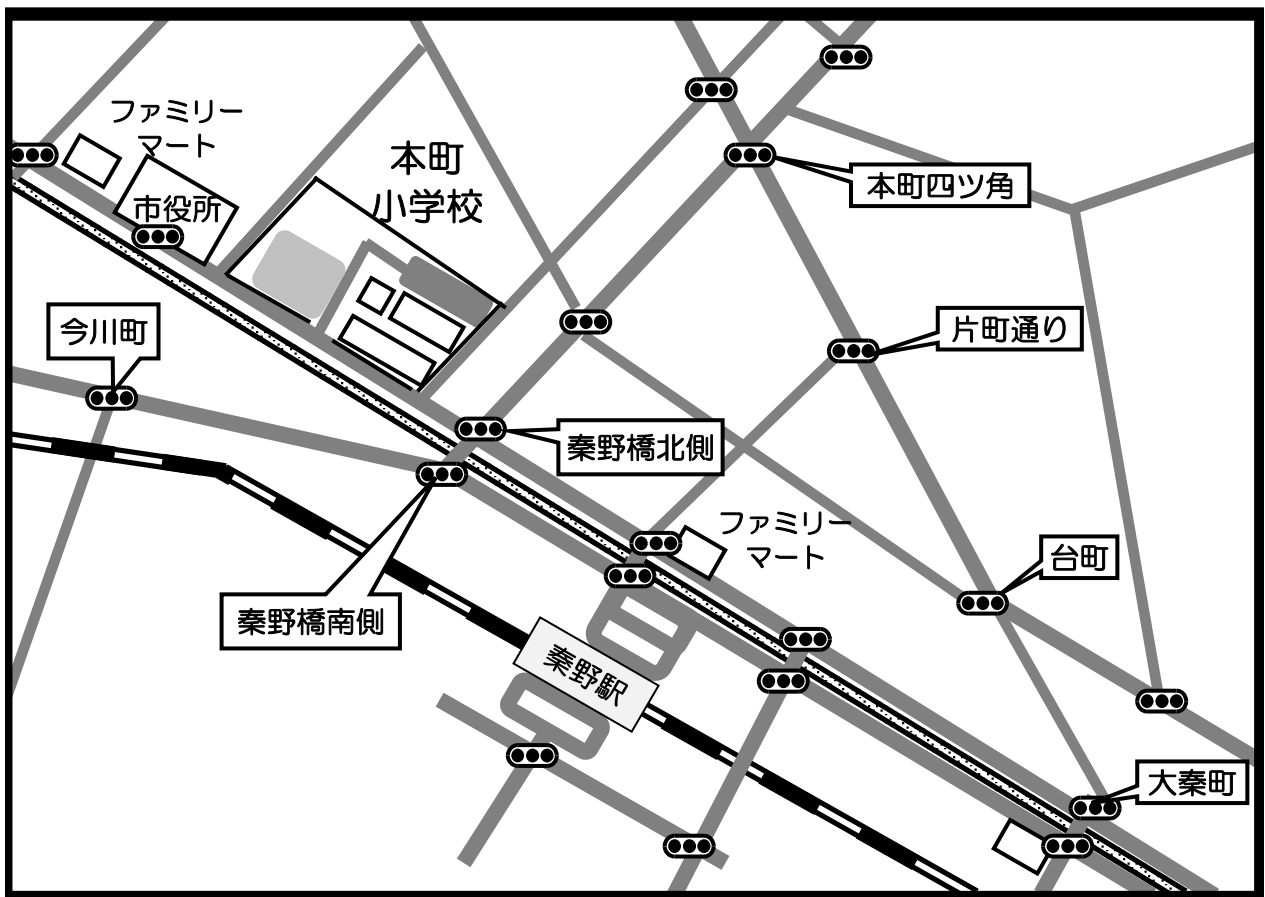 ファミリー
マート
市役所
本町
小学校
本町四ツ角
今川町
片町通り
秦野橋北側
ファミリー
マート
台町
秦野橋南側
秦野駅
大秦町